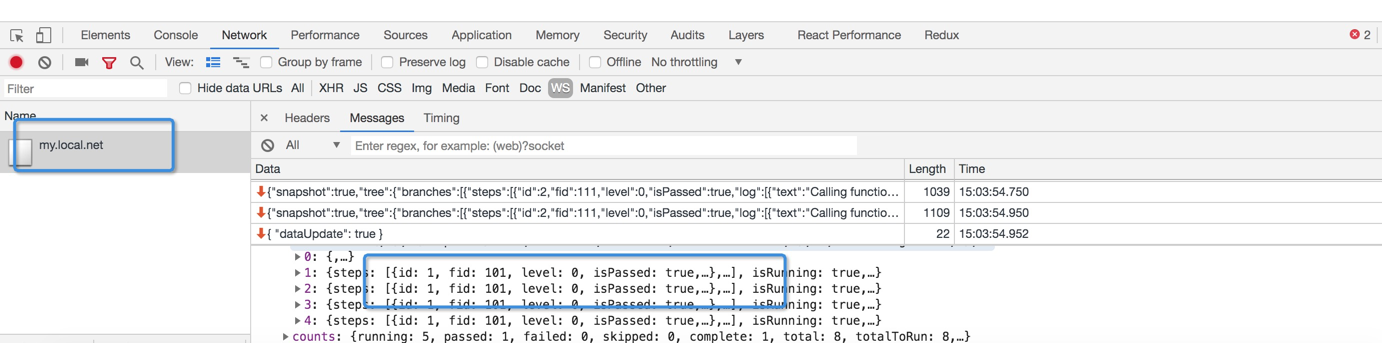 Elements Console Network Performance Sources Application Memory Security Audits Layers React Performance Redux 2
View: Group by frame Preserve log Disable cache Offline No throttling
Filter Hide data URLs All XHR JS CSS Img Media Font Doc WS Manifest Other
Name
my.local.net
× Headers Messages Timing
All Enter regex, for example: (web)?socket
Data Length Time
{"snapshot":true,"tree":{"branches":[{"steps":[{"id":2,"fid":111,"level":0,"isPassed":true,"log":[{"text":"Calling functio… 1039 15:03:54.750
{"snapshot":true,"tree":{"branches":[{"steps":[{"id":2,"fid":111,"level":0,"isPassed":true,"log":[{"text":"Calling functio… 1109 15:03:54.950
{ "dataUpdate": true } 22 15:03:54.952
0: {,…}
1: {steps: [{id: 1, fid: 101, level: 0, isPassed: true,…},…], isRunning: true,…}
2: {steps: [{id: 1, fid: 101, level: 0, isPassed: true,…},…], isRunning: true,…}
3: {steps: [{id: 1, fid: 101, level: 0, isPassed: true,…},…], isRunning: true,…}
4: {steps: [{id: 1, fid: 101, level: 0, isPassed: true,…},…], isRunning: true,…}
counts: {running: 5, passed: 1, failed: 0, skipped: 0, complete: 1, total: 8, totalToRun: 8,…}